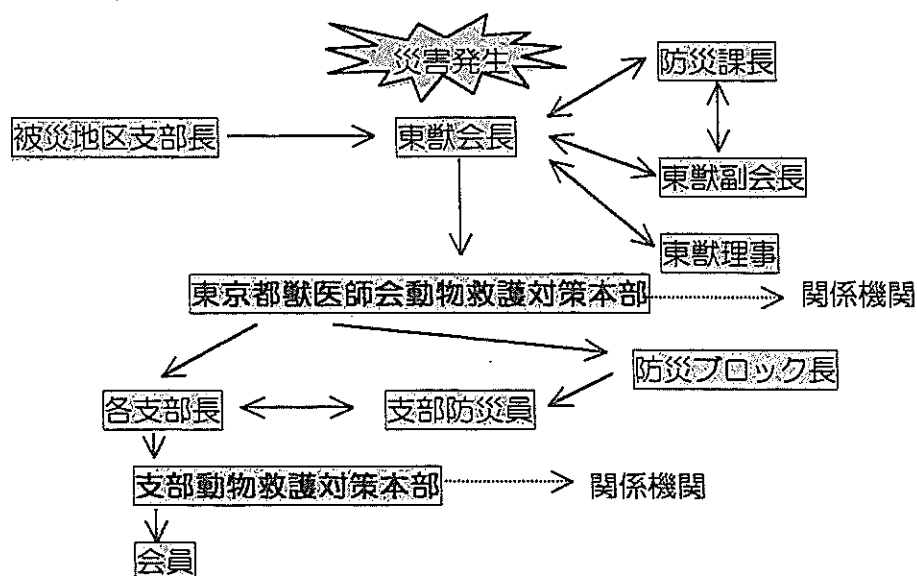 災害発生
防災課長
被災地区支部長
東獣会長
東獣副会長
東獣理事
東京都獣医師会動物救護対策本部
関係機関
防災ブロック長
各支部長
支部防災員
支部動物救護対策本部
関係機関
会員